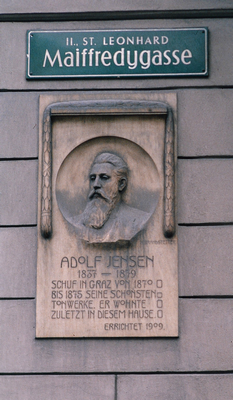 II., ST. LEONHARD
Maiffredygasse
ADOLF JENSEN
1837 — 1859
SCHUF IN GRAZ VON 1870
BIS 1875 SEINE SCHÖNSTEN
TONWERKE. ER WOHNTE
ZULETZT IN DIESEM HAUSE.
ERRICHTET 1909.